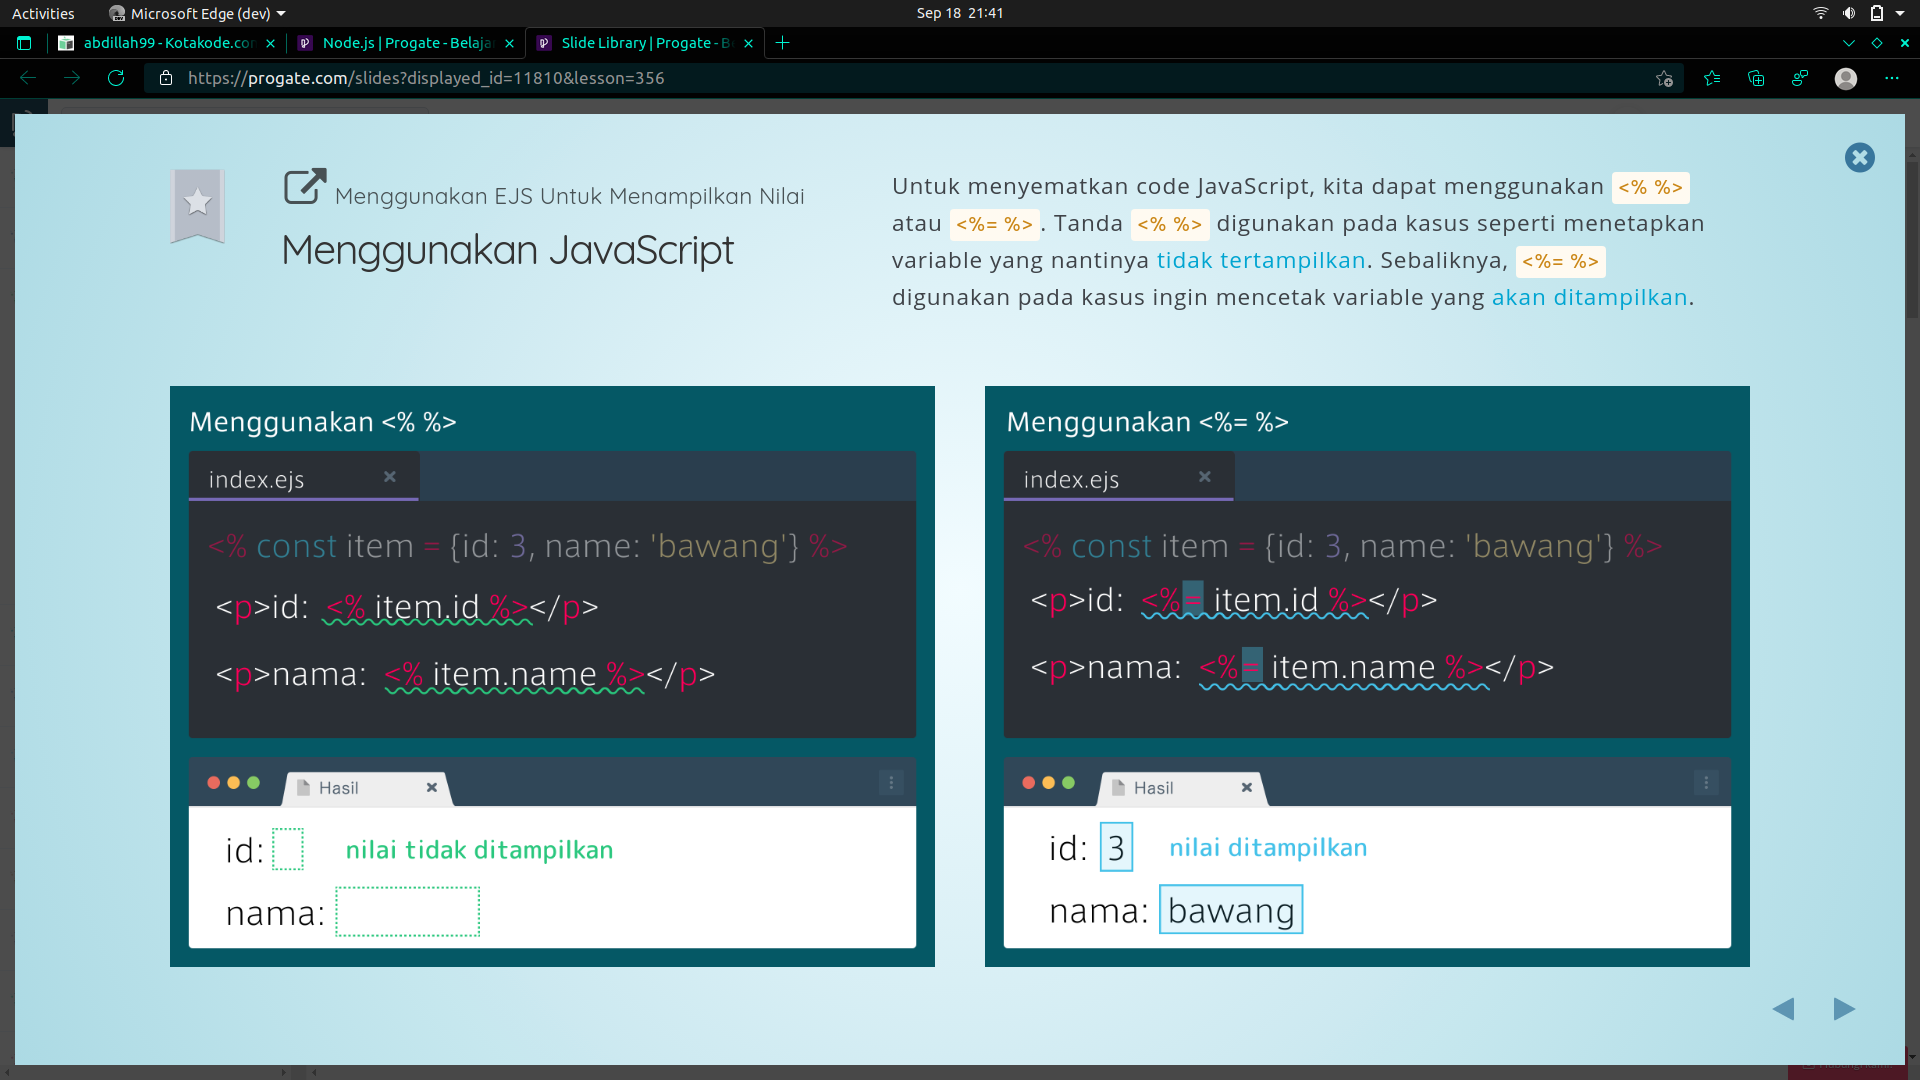 Activities
Microsoft Edge (dev)
Sep 18 21:41
abdillah99 - Kotakode.co
Node.js | Progate - Belaja
Slide Library | Progate - B
https://progate.com/slides?displayed_id=11810&lesson=356
Menggunakan EJS Untuk Menampilkan Nilai
Menggunakan JavaScript
Untuk menyematkan code JavaScript, kita dapat menggunakan <% %>
atau <%= %>. Tanda <% %> digunakan pada kasus seperti menetapkan
variable yang nantinya tidak tertampilkan. Sebaliknya, <%= %>
digunakan pada kasus ingin mencetak variable yang akan ditampilkan.
Menggunakan <% %>
index.ejs
<% const item = {id: 3, name: 'bawang'} %>
<p>id: <% item.id %></p>
<p>nama: <% item.name %></p>
Hasil
id:
nilai tidak ditampilkan
nama:
Menggunakan <%= %>
index.ejs
<% const item = {id: 3, name: 'bawang'} %>
<p>id: <%= item.id %></p>
<p>nama: <%= item.name %></p>
Hasil
id: 3
nilai ditampilkan
nama: bawang